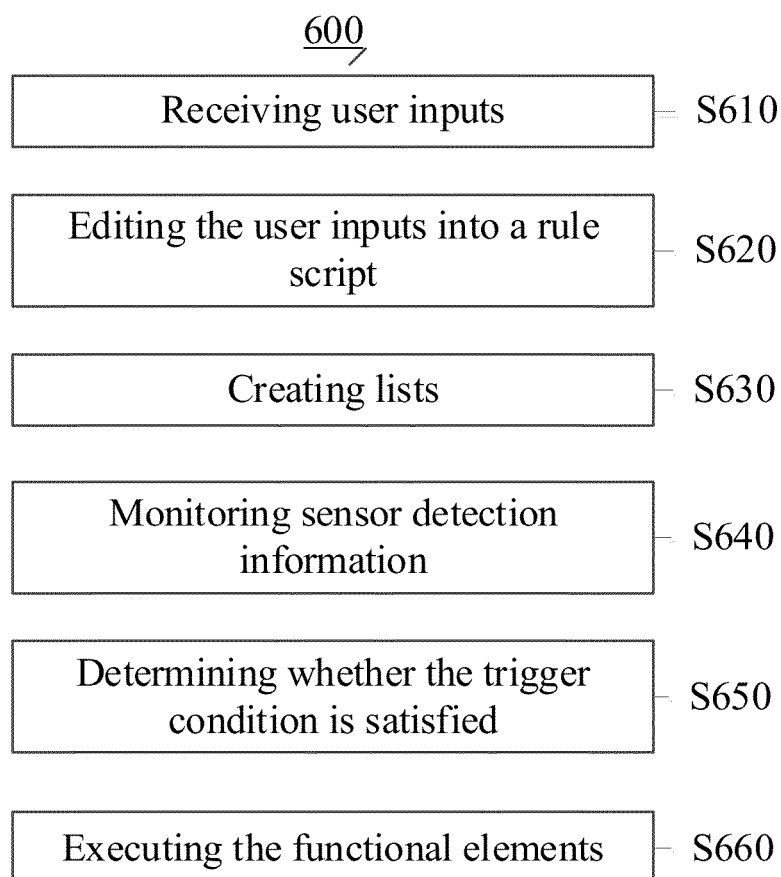 600
Receiving user inputs
S610
Editing the user inputs into a rule
script
S620
Creating lists
S630
Monitoring sensor detection
information
S640
Determining whether the trigger
condition is satisfied
S650
Executing the functional elements
S660